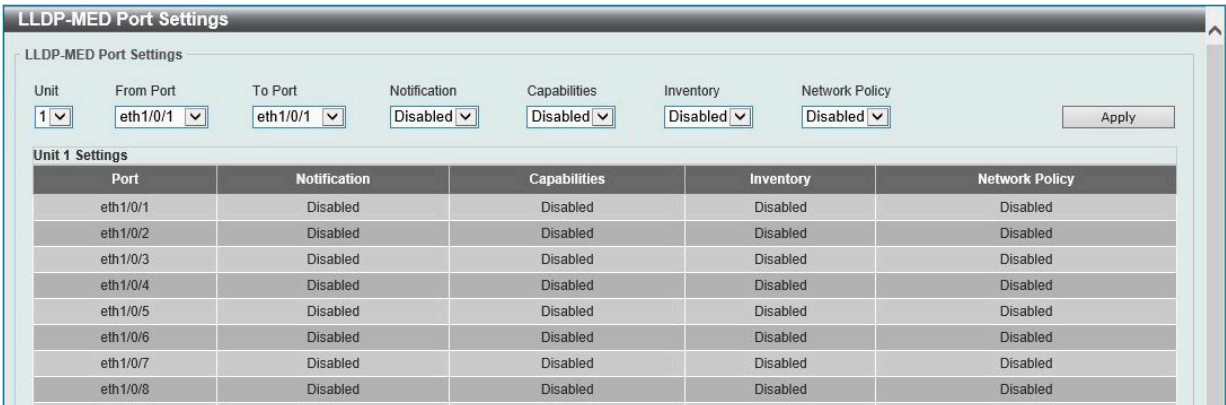 LLDP-MED Port Settings
LLDP-MED Port Settings
Unit From Port To Port Notification Capabilities Inventory Network Policy
1 eth1/0/1 eth1/0/1 Disabled Disabled Disabled Disabled Apply
Unit 1 Settings
Port Notification Capabilities Inventory Network Policy
eth1/0/1 Disabled Disabled Disabled Disabled
eth1/0/2 Disabled Disabled Disabled Disabled
eth1/0/3 Disabled Disabled Disabled Disabled
eth1/0/4 Disabled Disabled Disabled Disabled
eth1/0/5 Disabled Disabled Disabled Disabled
eth1/0/6 Disabled Disabled Disabled Disabled
eth1/0/7 Disabled Disabled Disabled Disabled
eth1/0/8 Disabled Disabled Disabled Disabled